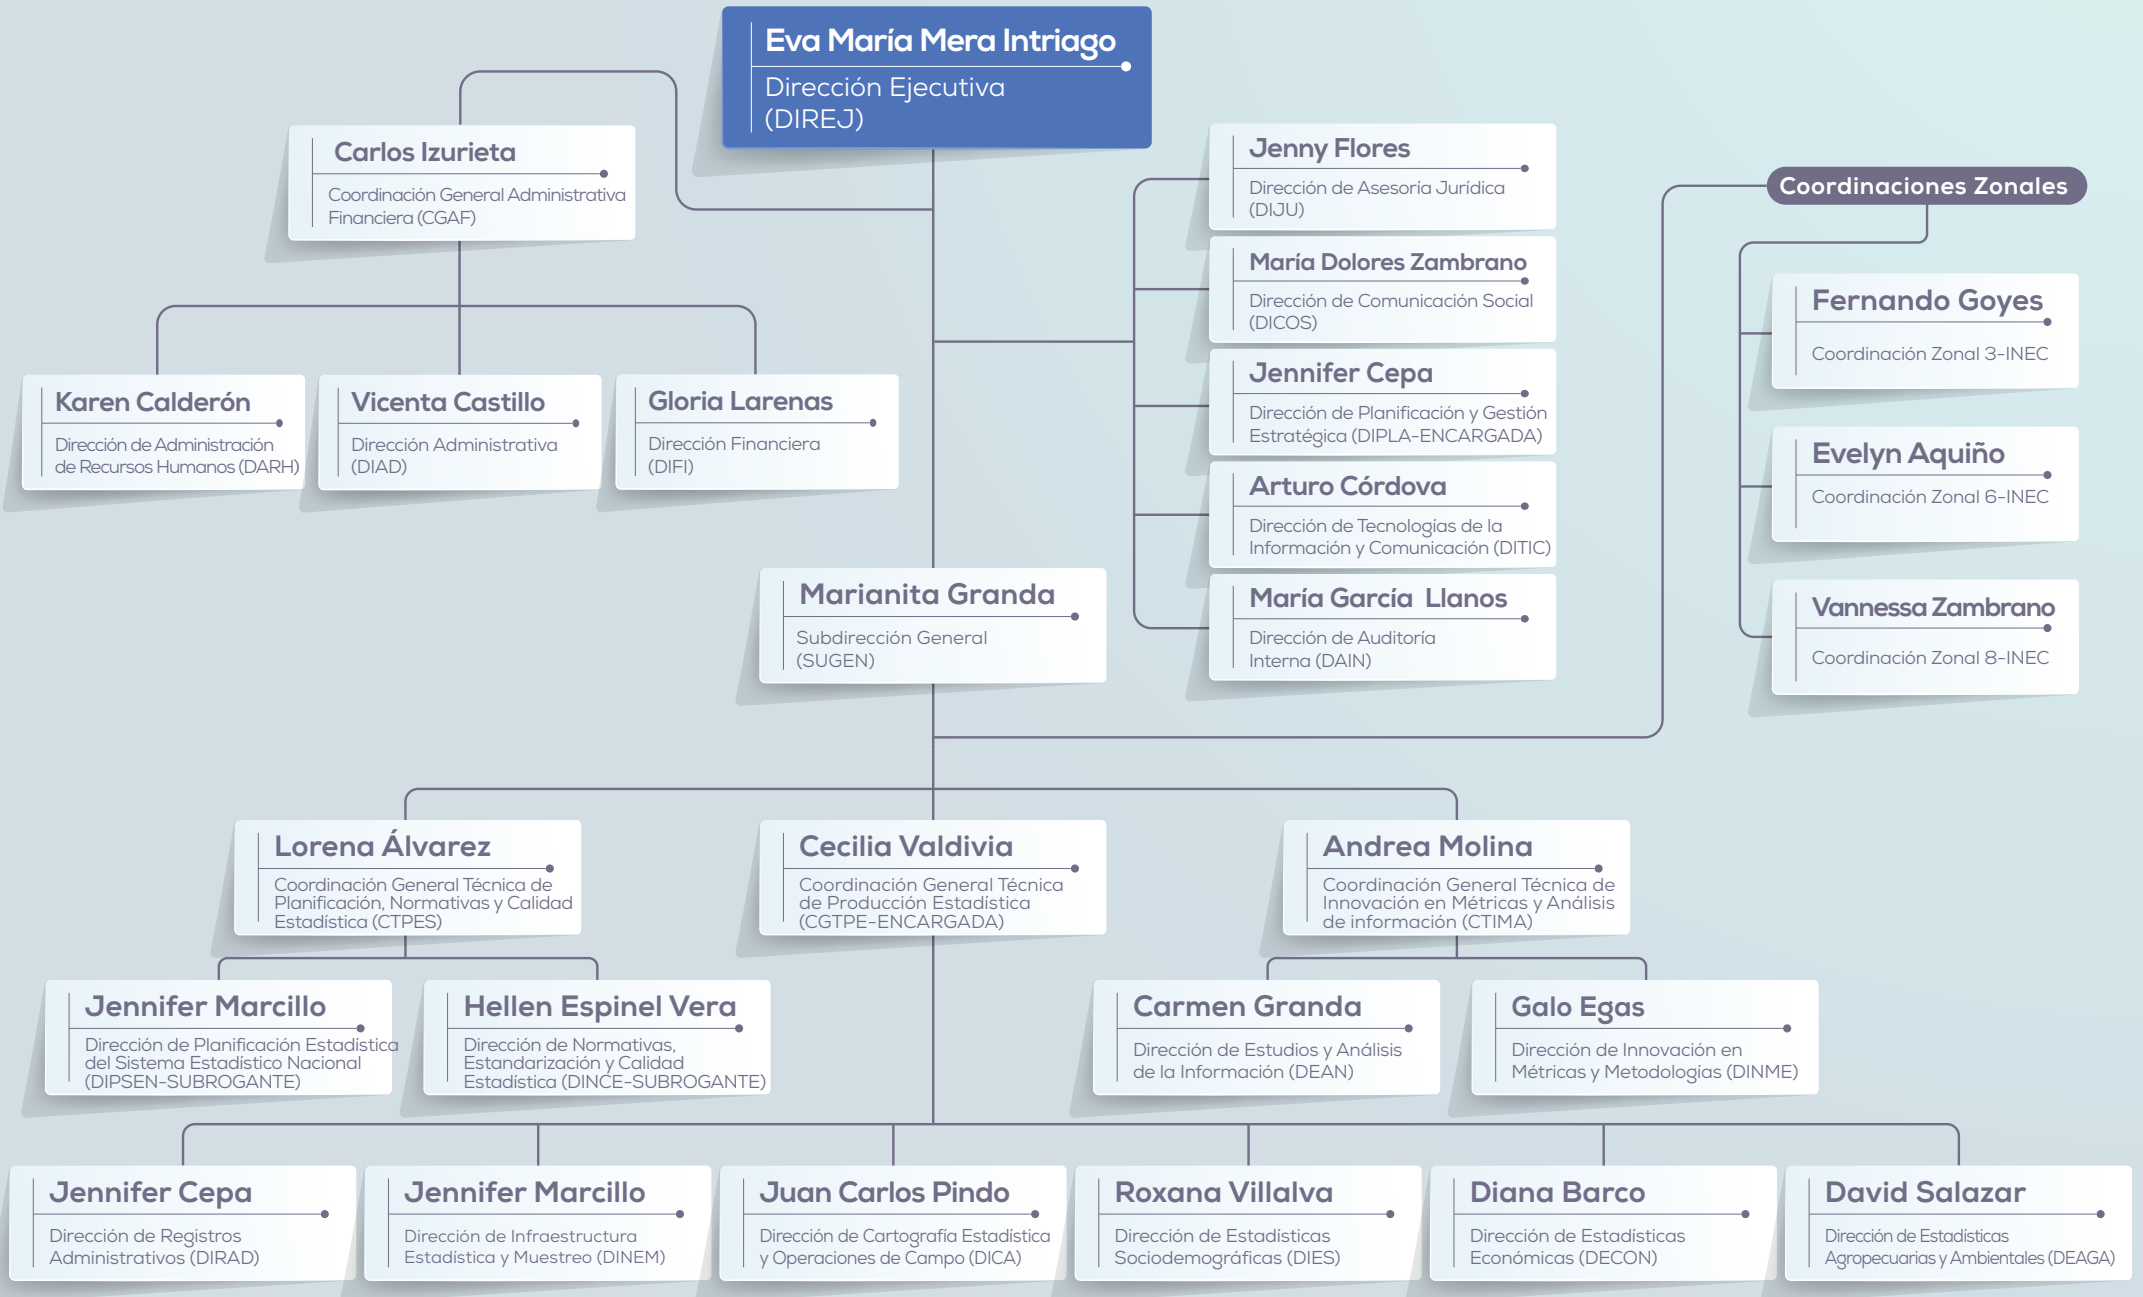 Eva María Mera Intriago
Dirección Ejecutiva
(DIREJ)
Carlos Izurieta
Coordinación General Administrativa
Financiera (CGAF)
Karen Calderón
Dirección de Administración
de Recursos Humanos (DARH)
Vicenta Castillo
Dirección Administrativa
(DIAD)
Gloria Larenas
Dirección Financiera
(DIFI)
Jenny Flores
Dirección de Asesoría Jurídica
(DIJU)
María Dolores Zambrano
Dirección de Comunicación Social
(DICOS)
Jennifer Cepa
Dirección de Planificación y Gestión
Estratégica (DIPLA-ENCARGADA)
Arturo Córdova
Dirección de Tecnologías de la
Información y Comunicación (DITIC)
María García Llanos
Dirección de Auditoría
Interna (DAIN)
Coordinaciones Zonales
Fernando Goyes
Coordinación Zonal 3-INEC
Evelyn Aquiño
Coordinación Zonal 6-INEC
Vannessa Zambrano
Coordinación Zonal 8-INEC
Marianita Granda
Subdirección General
(SUGEN)
Lorena Álvarez
Coordinación General Técnica de
Planificación, Normativas y Calidad
Estadística (CTPES)
Cecilia Valdivia
Coordinación General Técnica
de Producción Estadística
(CGTPE-ENCARGADA)
Andrea Molina
Coordinación General Técnica de
Innovación en Métricas y Análisis
de información (CTIMA)
Jennifer Marcillo
Dirección de Planificación Estadística
del Sistema Estadístico Nacional
(DIPSEN-SUBROGANTE)
Hellen Espinel Vera
Dirección de Normativas,
Estandarización y Calidad
Estadística (DINCE-SUBROGANTE)
Carmen Granda
Dirección de Estudios y Análisis
de la Información (DEAN)
Galo Egas
Dirección de Innovación en
Métricas y Metodologías (DINME)
Jennifer Cepa
Dirección de Registros
Administrativos (DIRAD)
Jennifer Marcillo
Dirección de Infraestructura
Estadística y Muestreo (DINEM)
Juan Carlos Pindo
Dirección de Cartografía Estadística
y Operaciones de Campo (DICA)
Roxana Villalva
Dirección de Estadísticas
Sociodemográficas (DIES)
Diana Barco
Dirección de Estadísticas
Económicas (DECON)
David Salazar
Dirección de Estadísticas
Agropecuarias y Ambientales (DEAGA)